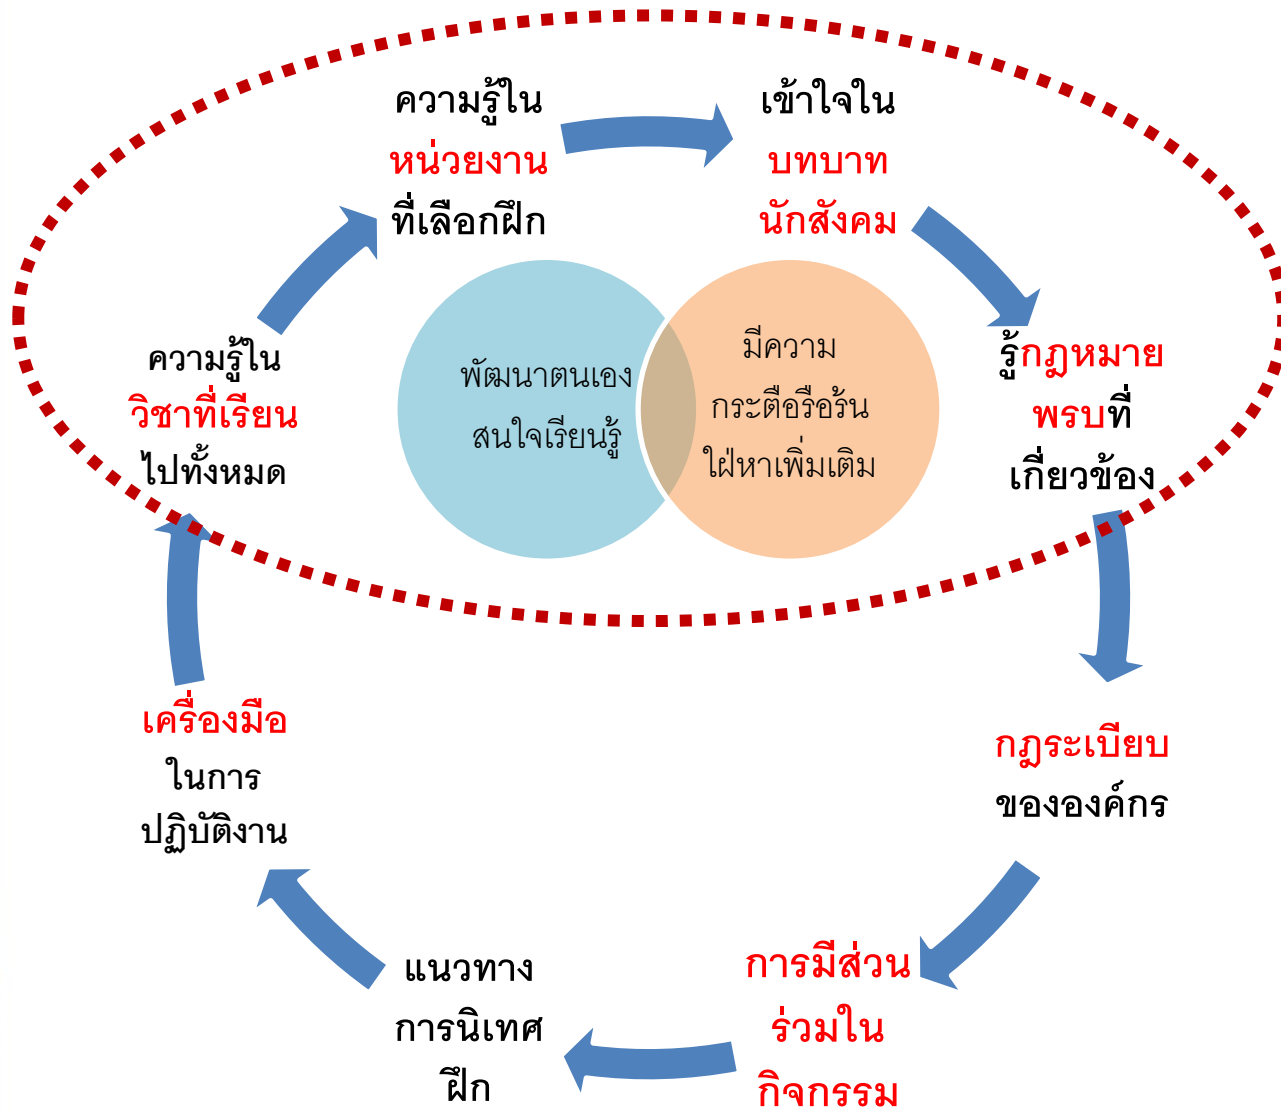 ความรู้ใน
หน่วยงาน
ที่เลือกฝึก
เข้าใจใน
บทบาท
นักสังคม
รู้กฎหมาย
พรบที่
เกี่ยวข้อง
กฎระเบียบ
ขององค์กร
การมีส่วน
ร่วมใน
กิจกรรม
แนวทาง
การนิเทศ
ฝึก
เครื่องมือ
ในการ
ปฏิบัติงาน
ความรู้ใน
วิชาที่เรียน
ไปทั้งหมด
พัฒนาตนเอง
สนใจเรียนรู้
มีความ
กระตือรือร้น
ใฝ่หาเพิ่มเติม